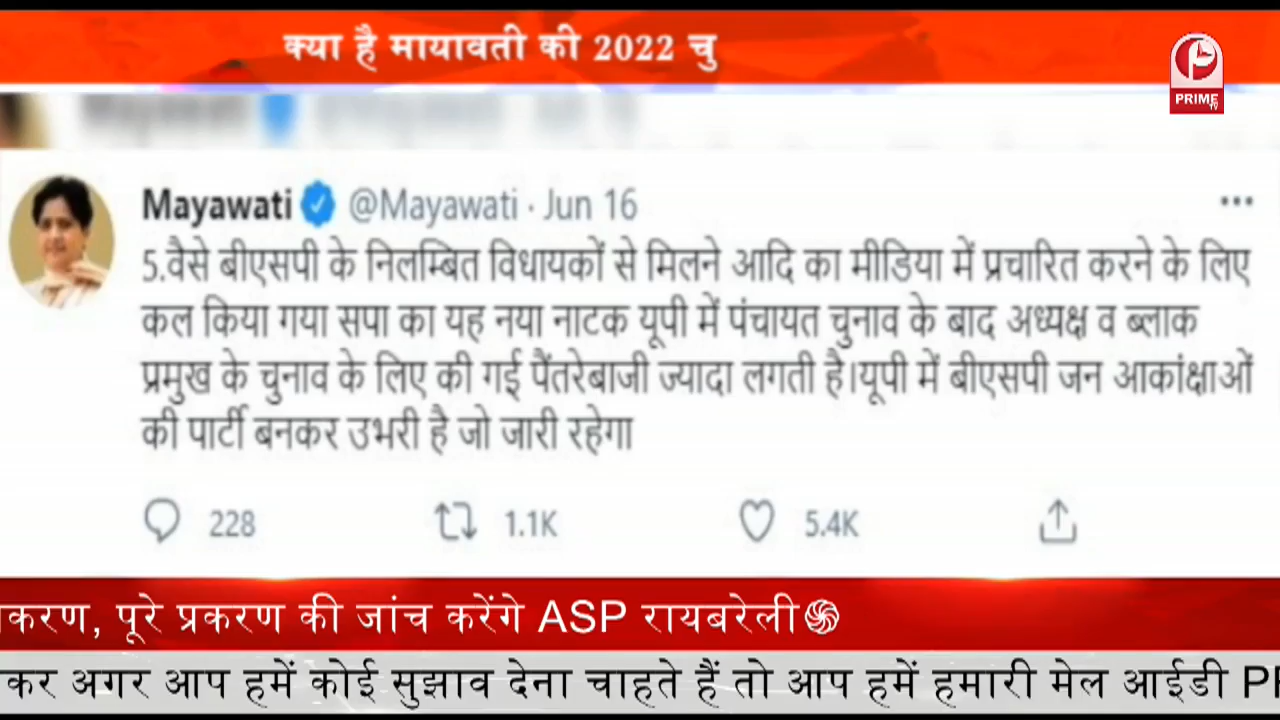 क्या है मायावती की 2022 चु
PRIME TV
Mayawati @Mayawati · Jun 16
5.वैसे बीएसपी के निलम्बित विधायकों से मिलने आदि का मीडिया में प्रचारित करने के लिए
कल किया गया सपा का यह नया नाटक यूपी में पंचायत चुनाव के बाद अध्यक्ष व ब्लाक
प्रमुख के चुनाव के लिए की गई पैंतरेबाजी ज्यादा लगती है।यूपी में बीएसपी जन आकांक्षाओं
की पार्टी बनकर उभरी है जो जारी रहेगा
228 1.1K 5.4K
करण, पूरे प्रकरण की जांच करेंगे ASP रायबरेली
कर अगर आप हमें कोई सुझाव देना चाहते हैं तो आप हमें हमारी मेल आईडी